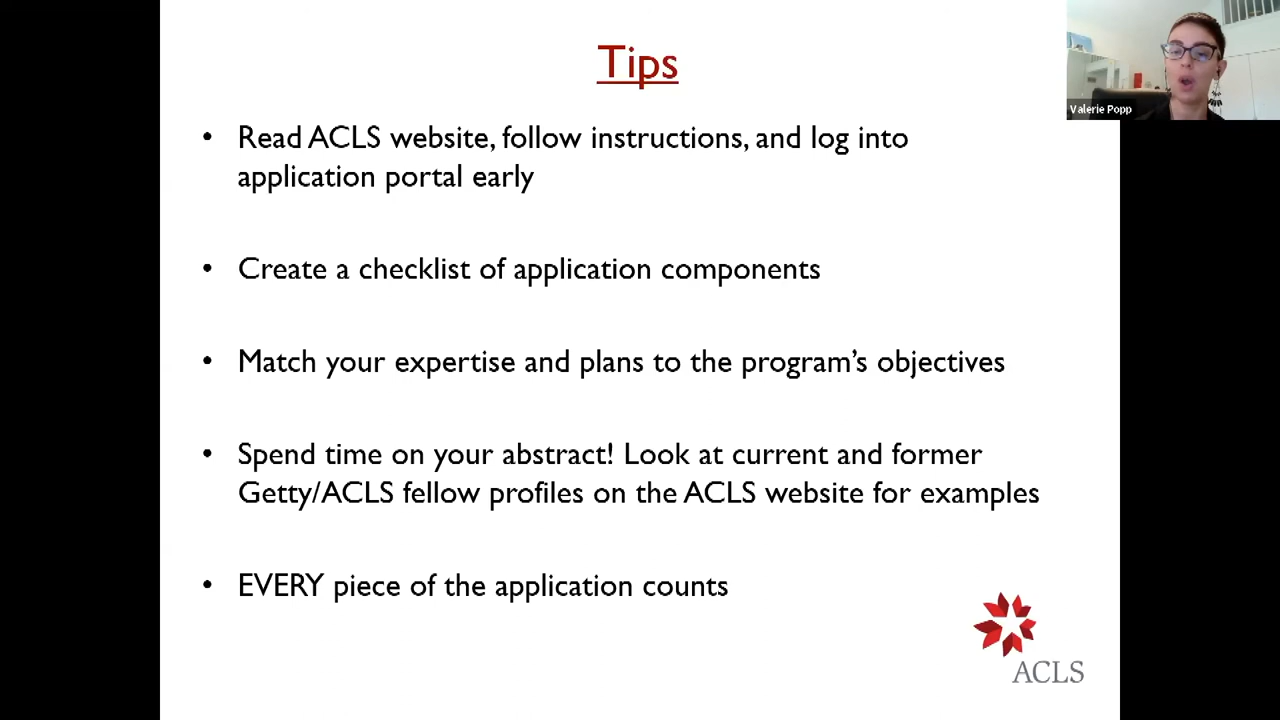 Tips
Valerie Popp
• Read ACLS website, follow instructions, and log into
application portal early
• Create a checklist of application components
• Match your expertise and plans to the program’s objectives
• Spend time on your abstract! Look at current and former
Getty/ACLS fellow profiles on the ACLS website for examples
• EVERY piece of the application counts
ACLS